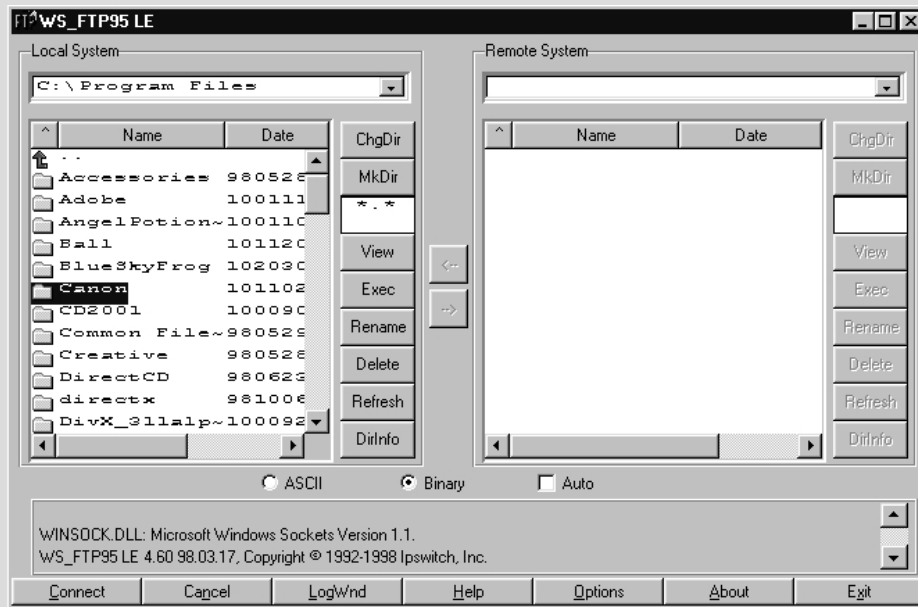 WS_FTP95 LE
Local System
C:\Program Files
^ Name Date
..
Accessories 980528
Adobe 100111
AngelPotion~ 100110
Ball 101120
BlueSkyFrog 102030
Canon 101102
CD2001 100090
Common File~ 980529
Creative 980528
DirectCD 980623
directx 981006
DivX_311alp~ 100092
ChgDir
MkDir
*.*
View
Exec
Rename
Delete
Refresh
DirInfo
<--
-->
Remote System
^ Name Date
ChgDir
MkDir
View
Exec
Rename
Delete
Refresh
DirInfo
ASCII Binary Auto
WINSOCK.DLL: Microsoft Windows Sockets Version 1.1.
WS_FTP95 LE 4.60 98.03.17, Copyright © 1992-1998 Ipswitch, Inc.
Connect Cancel LogWnd Help Options About Exit